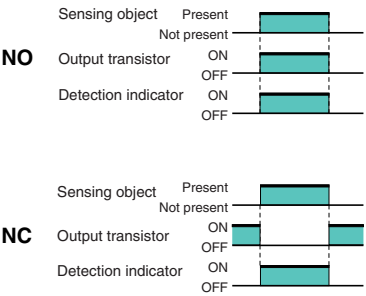 Sensing object Present
Not present
NO Output transistor ON
OFF
Detection indicator ON
OFF
Sensing object Present
Not present
NC Output transistor ON
OFF
Detection indicator ON
OFF